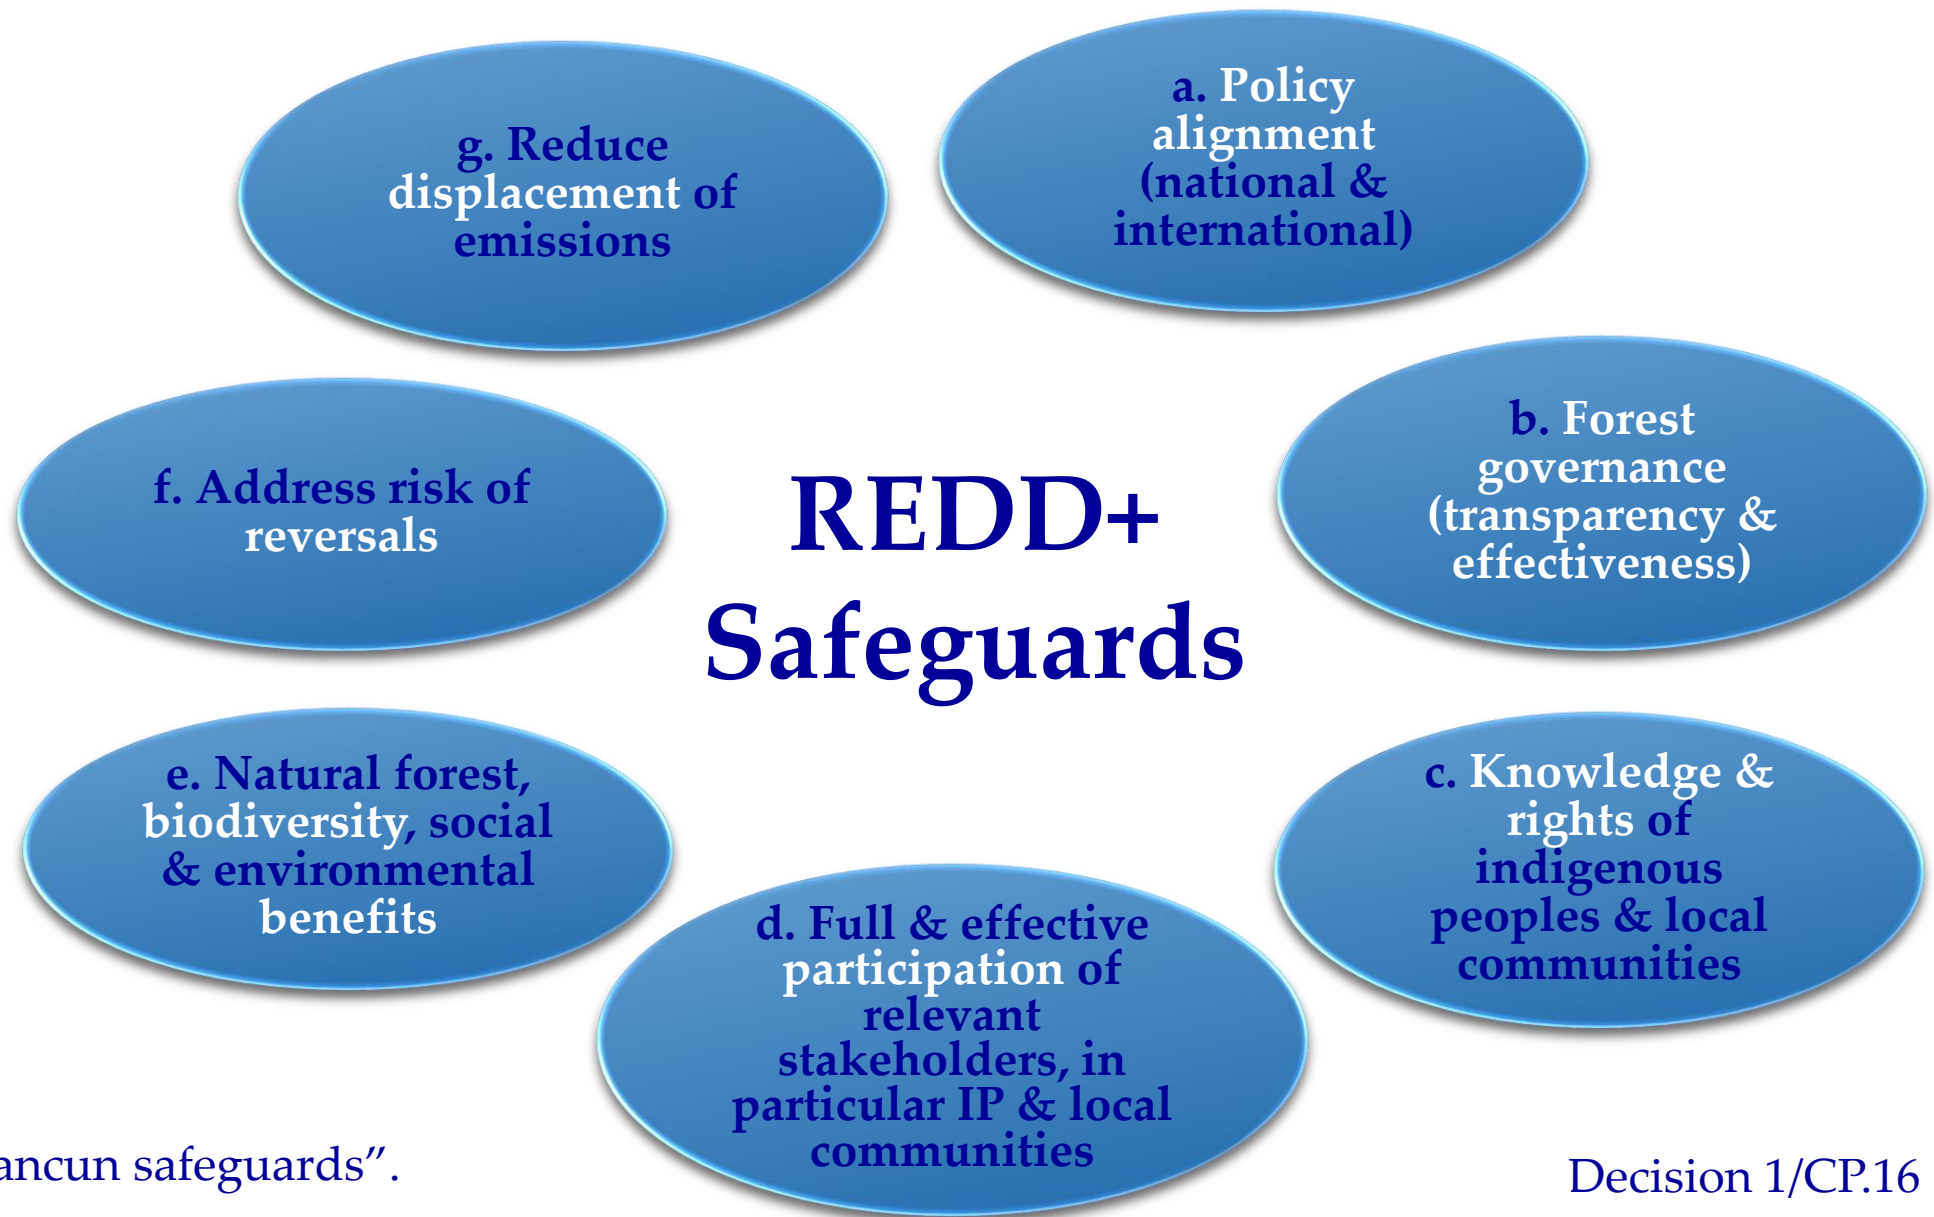 REDD+
Safeguards
a. Policy
alignment
(national &
international)
b. Forest
governance
(transparency &
effectiveness)
c. Knowledge &
rights of
indigenous
peoples & local
communities
d. Full & effective
participation of
relevant
stakeholders, in
particular IP & local
communities
e. Natural forest,
biodiversity, social
& environmental
benefits
f. Address risk of
reversals
g. Reduce
displacement of
emissions
ancun safeguards”.
Decision 1/CP.16